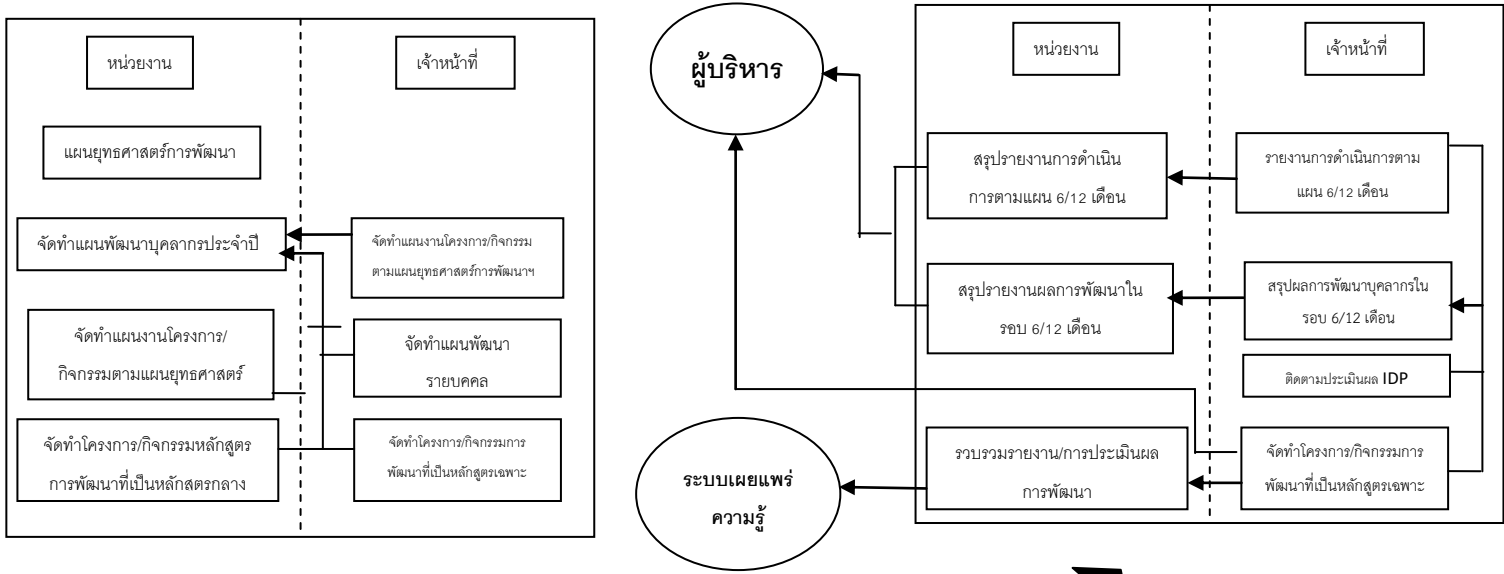 หน่วยงาน
เจ้าหน้าที่
แผนยุทธศาสตร์การพัฒนา
จัดทำแผนพัฒนาบุคลากรประจำปี
จัดทำแผนงานโครงการ/กิจกรรม
ตามแผนยุทธศาสตร์การพัฒนาฯ
จัดทำแผนงานโครงการ/
กิจกรรมตามแผนยุทธศาสตร์
จัดทำแผนพัฒนา
รายบคคล
จัดทำโครงการ/กิจกรรมหลักสูตร
การพัฒนาที่เป็นหลักสตรกลาง
จัดทำโครงการ/กิจกรรมการ
พัฒนาที่เป็นหลักสูตรเฉพาะ
ผู้บริหาร
ระบบเผยแพร่
ความรู้
หน่วยงาน
เจ้าหน้าที่
สรุปรายงานการดำเนิน
การตามแผน 6/12 เดือน
รายงานการดำเนินการตาม
แผน 6/12 เดือน
สรุปรายงานผลการพัฒนาใน
รอบ 6/12 เดือน
สรุปผลการพัฒนาบุคลากรใน
รอบ 6/12 เดือน
ติดตามประเมินผล IDP
รวบรวมรายงาน/การประเมินผล
การพัฒนา
จัดทำโครงการ/กิจกรรมการ
พัฒนาที่เป็นหลักสูตรเฉพาะ